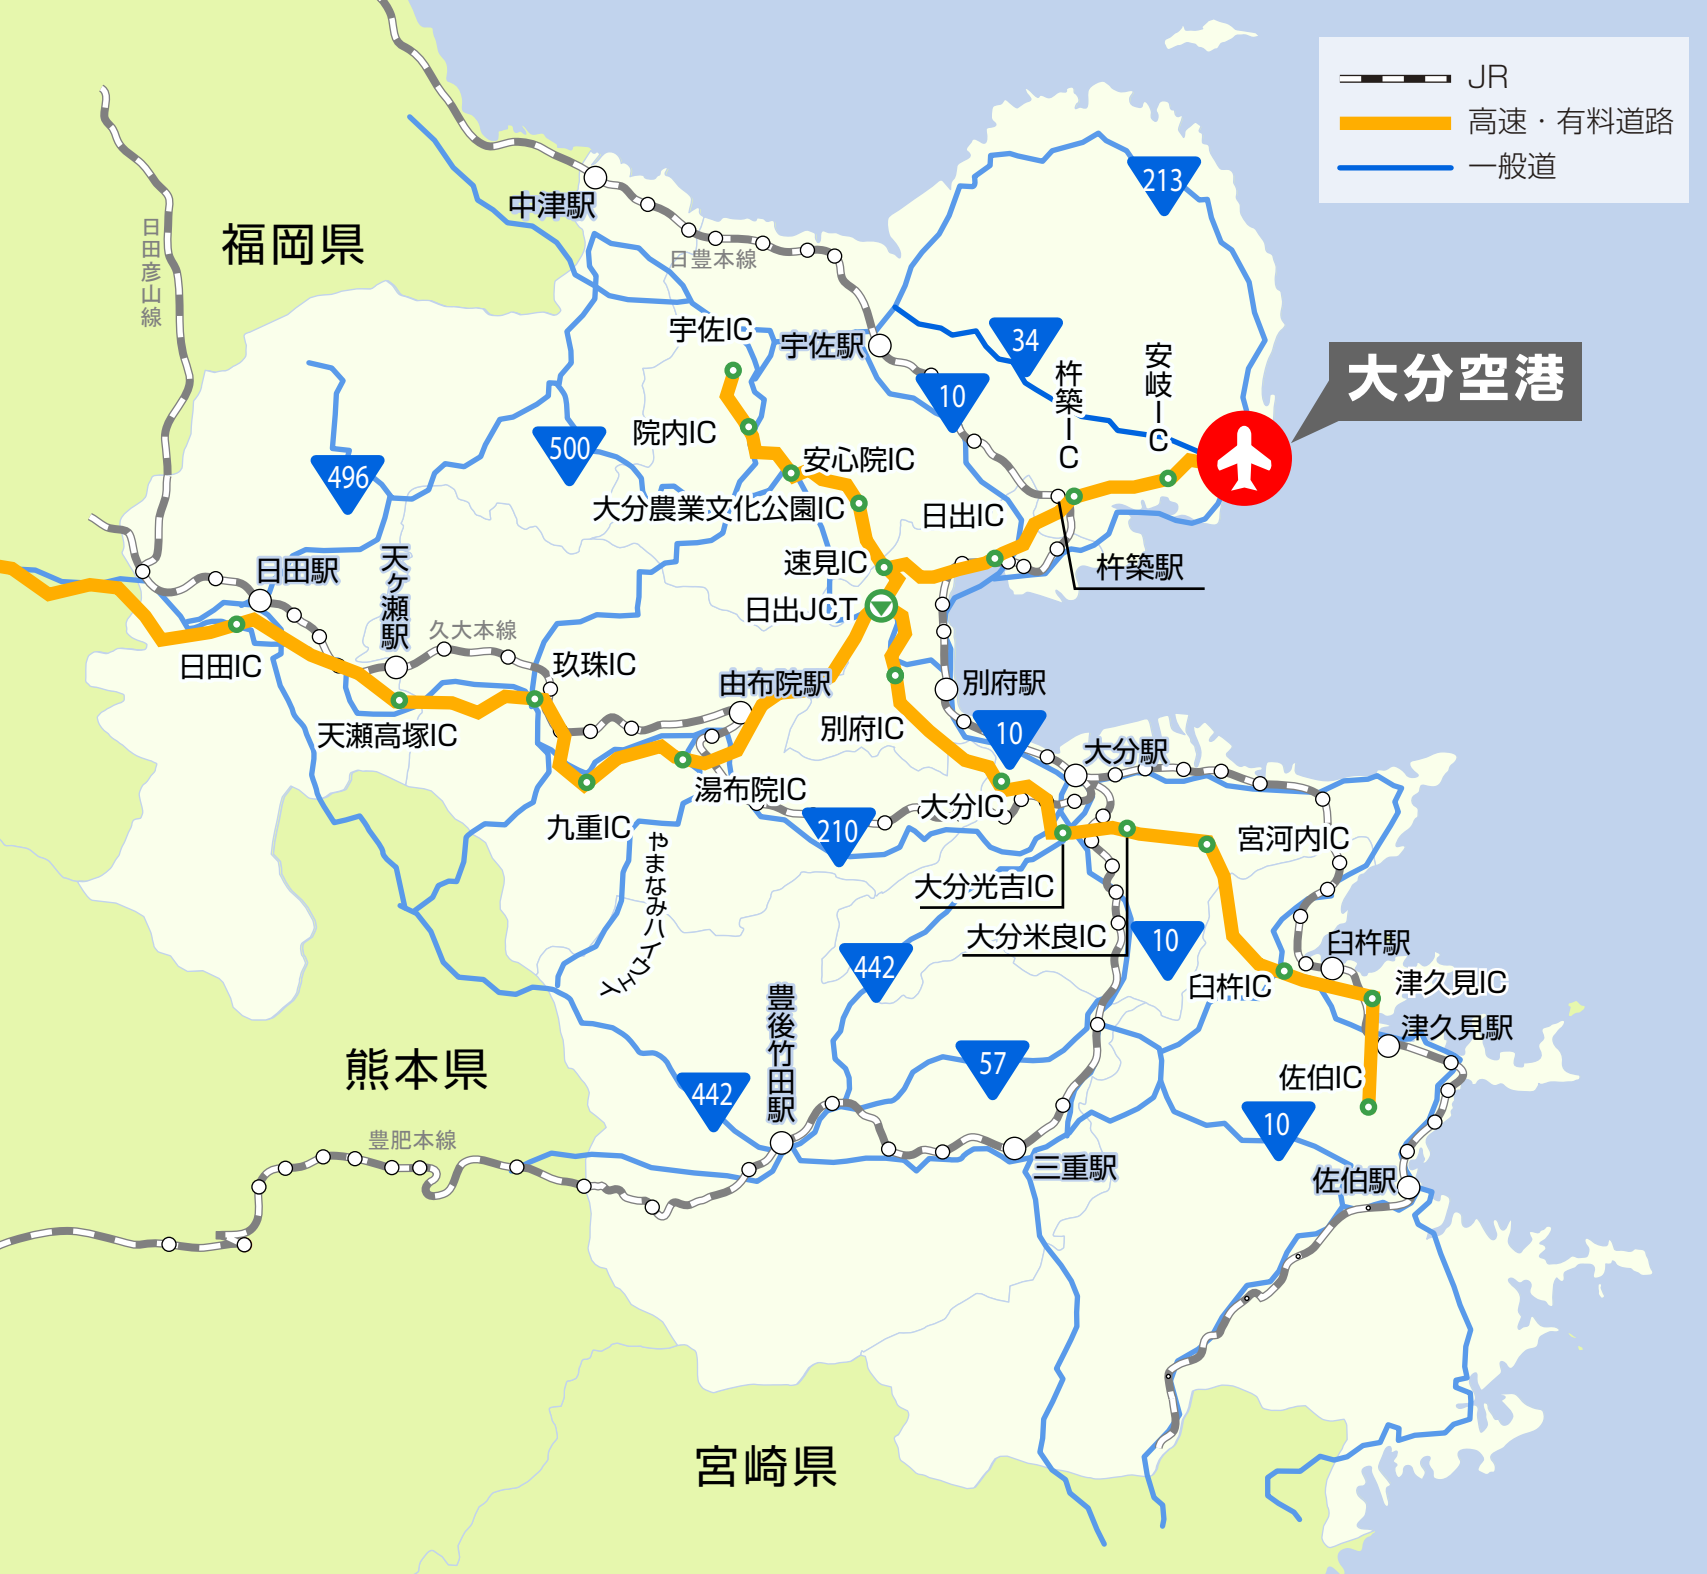 JR
高速・有料道路
一般道
213
中津駅
福岡県
日田彦山線
日豊本線
宇佐IC
宇佐駅
34
安岐IC
杵築IC
大分空港
10
院内IC
500
安心院IC
496
大分農業文化公園IC
日出IC
速見IC
杵築駅
日田駅
天ヶ瀬駅
日出JCT
久大本線
日田IC
玖珠IC
由布院駅
別府駅
天瀬高塚IC
別府IC
10
大分駅
湯布院IC
大分IC
九重IC
210
宮河内IC
やまなみハイウェイ
大分光吉IC
大分米良IC
10
臼杵駅
442
臼杵IC
津久見IC
豊後竹田駅
津久見駅
熊本県
57
佐伯IC
442
10
豊肥本線
三重駅
佐伯駅
宮崎県